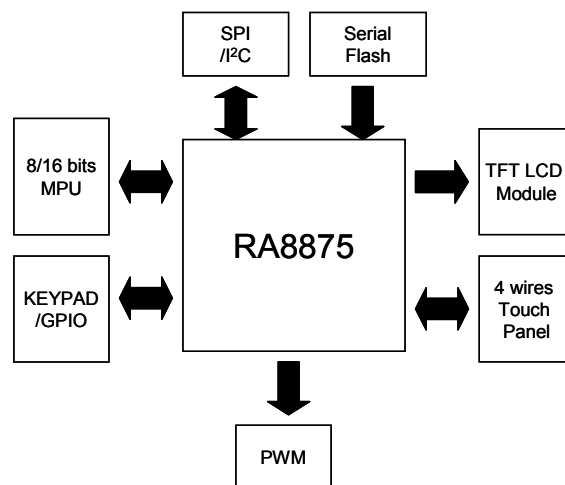 SPI
/I²C
Serial
Flash
8/16 bits
MPU
TFT LCD
Module
RA8875
KEYPAD
/GPIO
4 wires
Touch
Panel
PWM